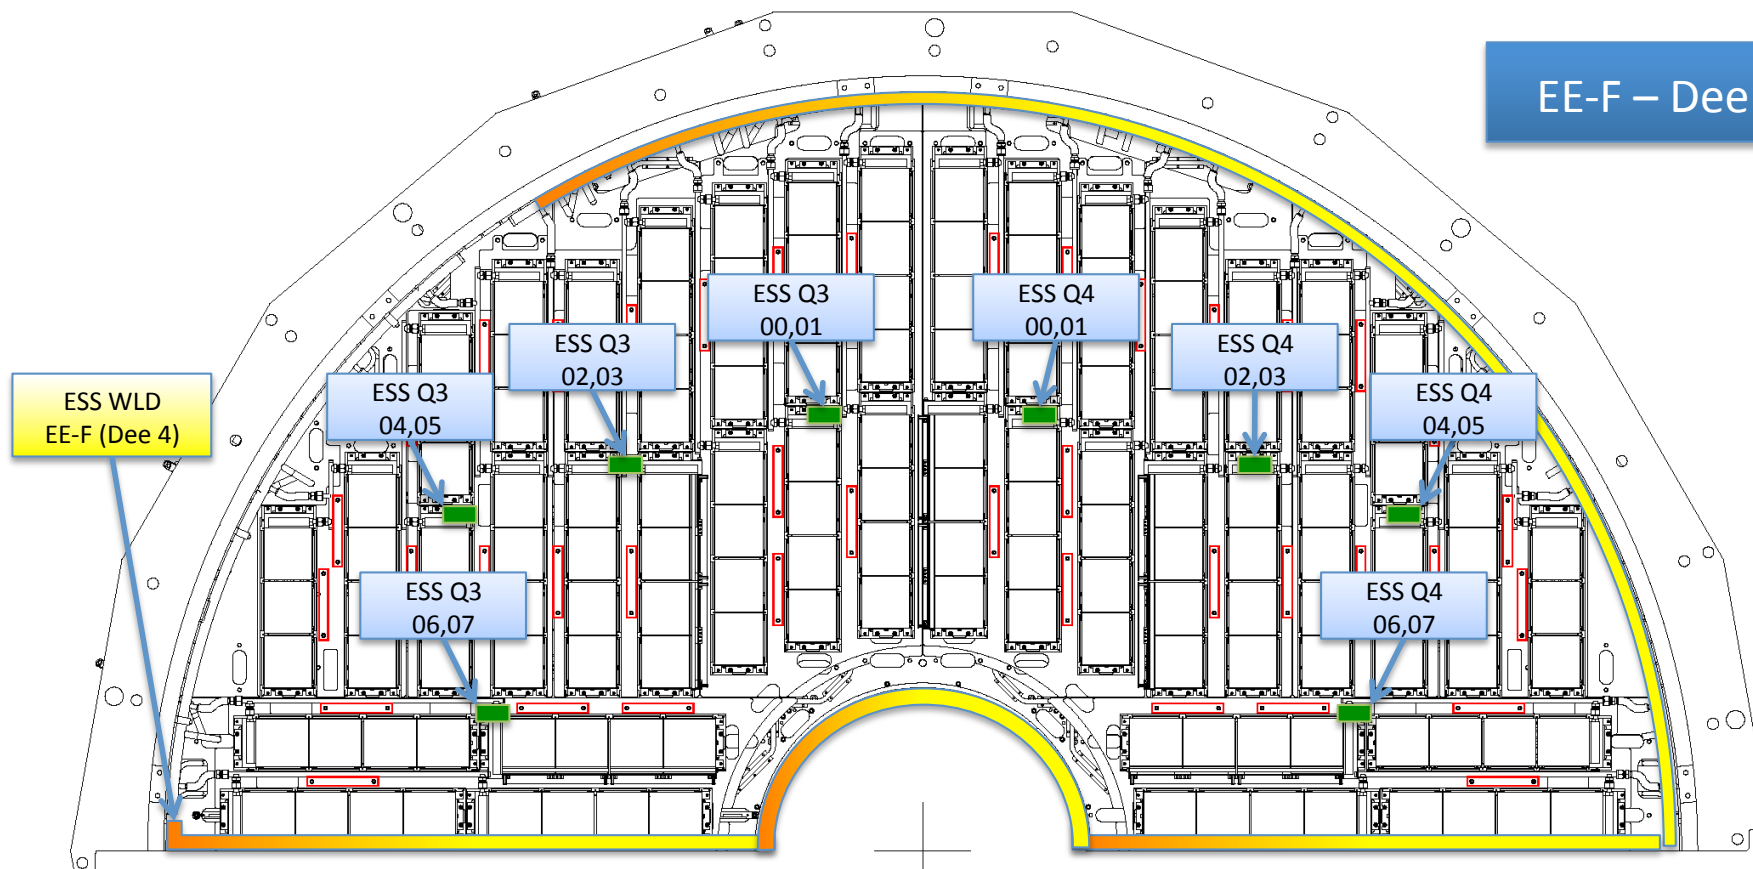 EE-F – Dee
ESS Q3
00,01
ESS Q4
00,01
ESS Q3
02,03
ESS Q4
02,03
ESS WLD
EE-F (Dee 4)
ESS Q3
04,05
ESS Q4
04,05
ESS Q3
06,07
ESS Q4
06,07